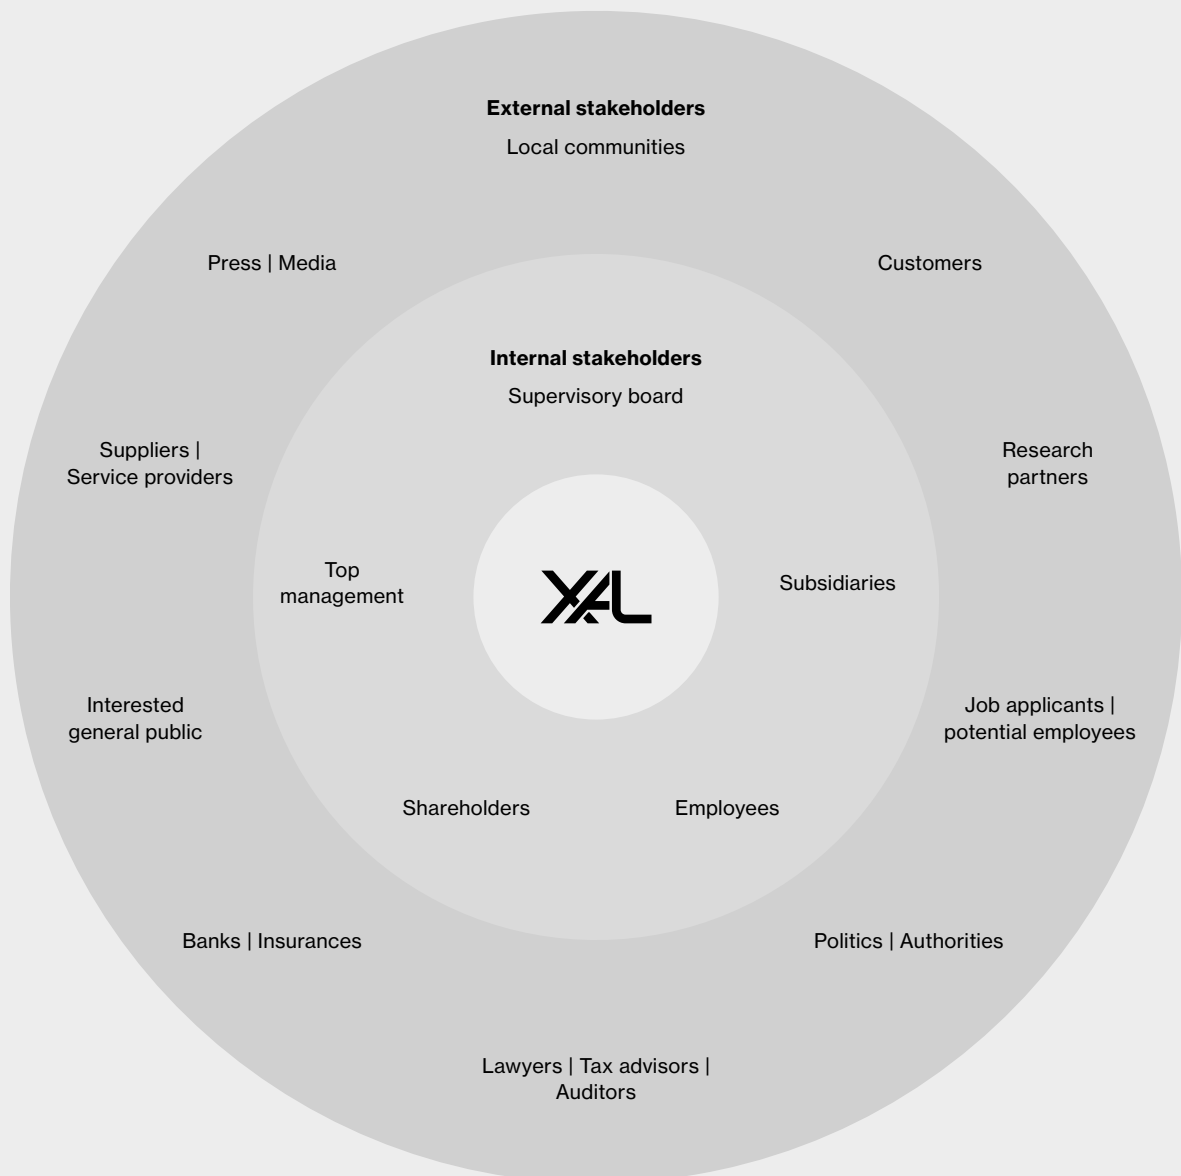 External stakeholders
Local communities
Press | Media
Customers
Internal stakeholders
Supervisory board
Suppliers |
Service providers
Research
partners
Top
management
XAL
Subsidiaries
Interested
general public
Job applicants |
potential employees
Shareholders
Employees
Banks | Insurances
Politics | Authorities
Lawyers | Tax advisors |
Auditors